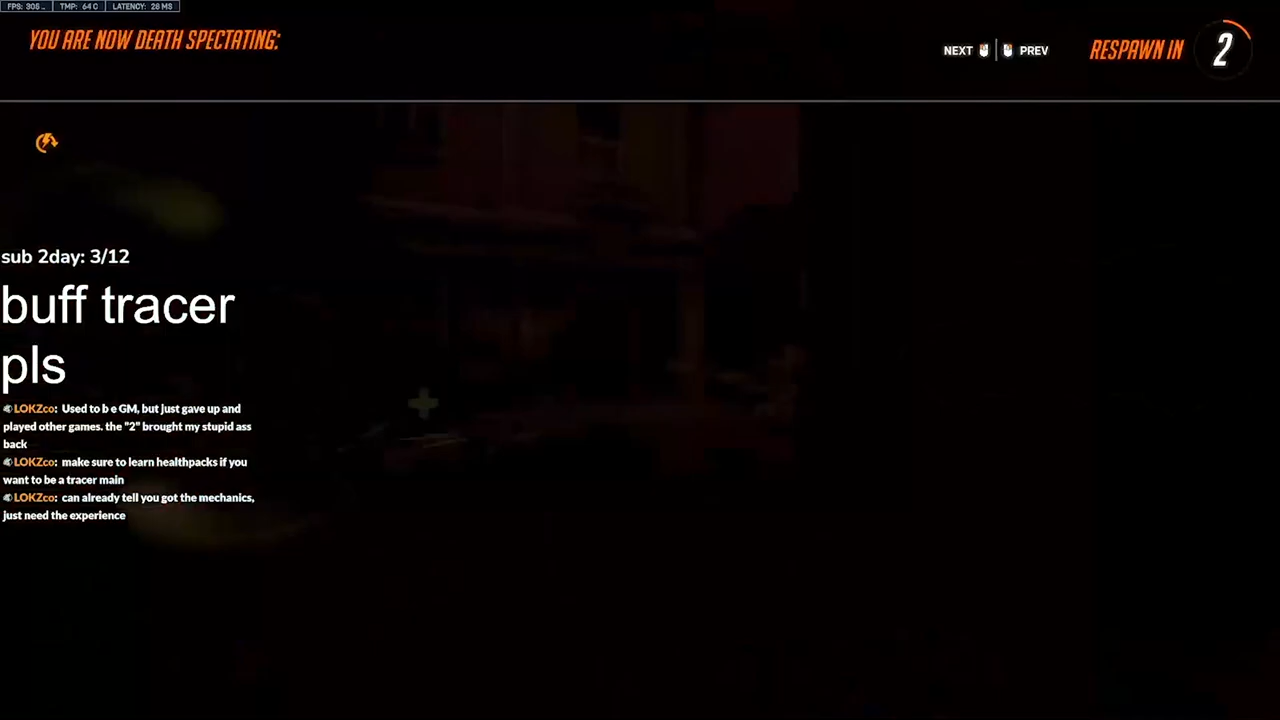 FPS: 305 TMP: 64 C LATENCY: 28 MS
YOU ARE NOW DEATH SPECTATING:
NEXT PREV
RESPAWN IN 2
sub 2day: 3/12
buff tracer
pls
LOKZco: Used to b e GM, but just gave up and
played other games. the "2" brought my stupid ass
back
LOKZco: make sure to learn healthpacks if you
want to be a tracer main
LOKZco: can already tell you got the mechanics,
just need the experience